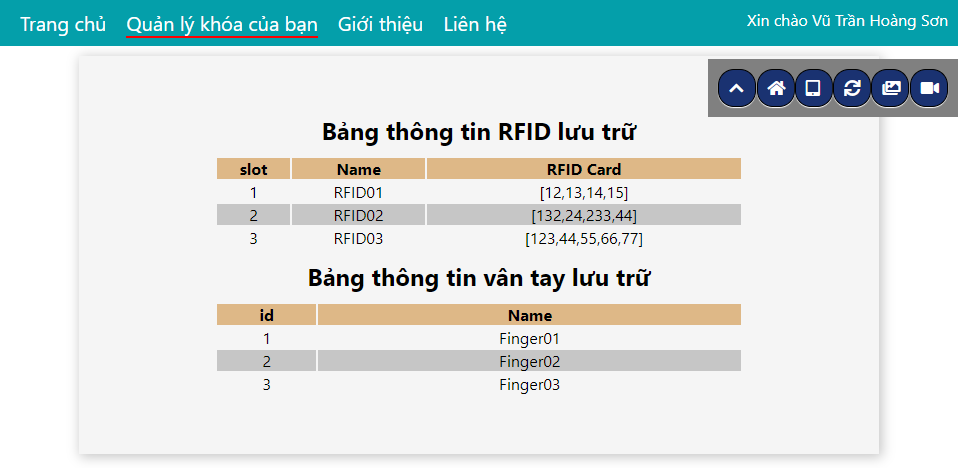 Trang chủ Quản lý khóa của bạn Giới thiệu Liên hệ Xin chào Vũ Trần Hoàng Sơn
Bảng thông tin RFID lưu trữ
slot Name RFID Card
1 RFID01 [12,13,14,15]
2 RFID02 [132,24,233,44]
3 RFID03 [123,44,55,66,77]
Bảng thông tin vân tay lưu trữ
id Name
1 Finger01
2 Finger02
3 Finger03